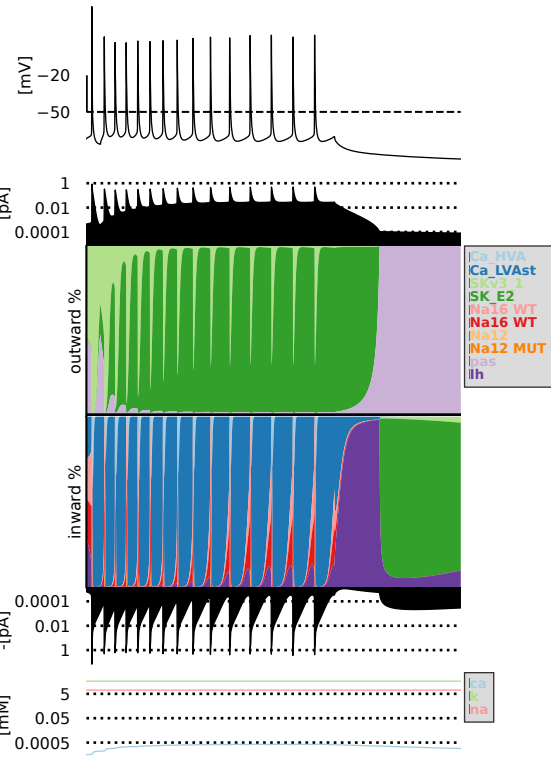 [mV]
−20
−50
[pA]
1
0.01
0.0001
outward %
Ca_HVA
Ca_LVAst
SKv3_1
SK_E2
Na16 WT
Na16 WT
Na12
Na12 MUT
pas
Ih
inward %
-[pA]
0.0001
0.01
1
[mM]
5
0.05
0.0005
ca
k
na